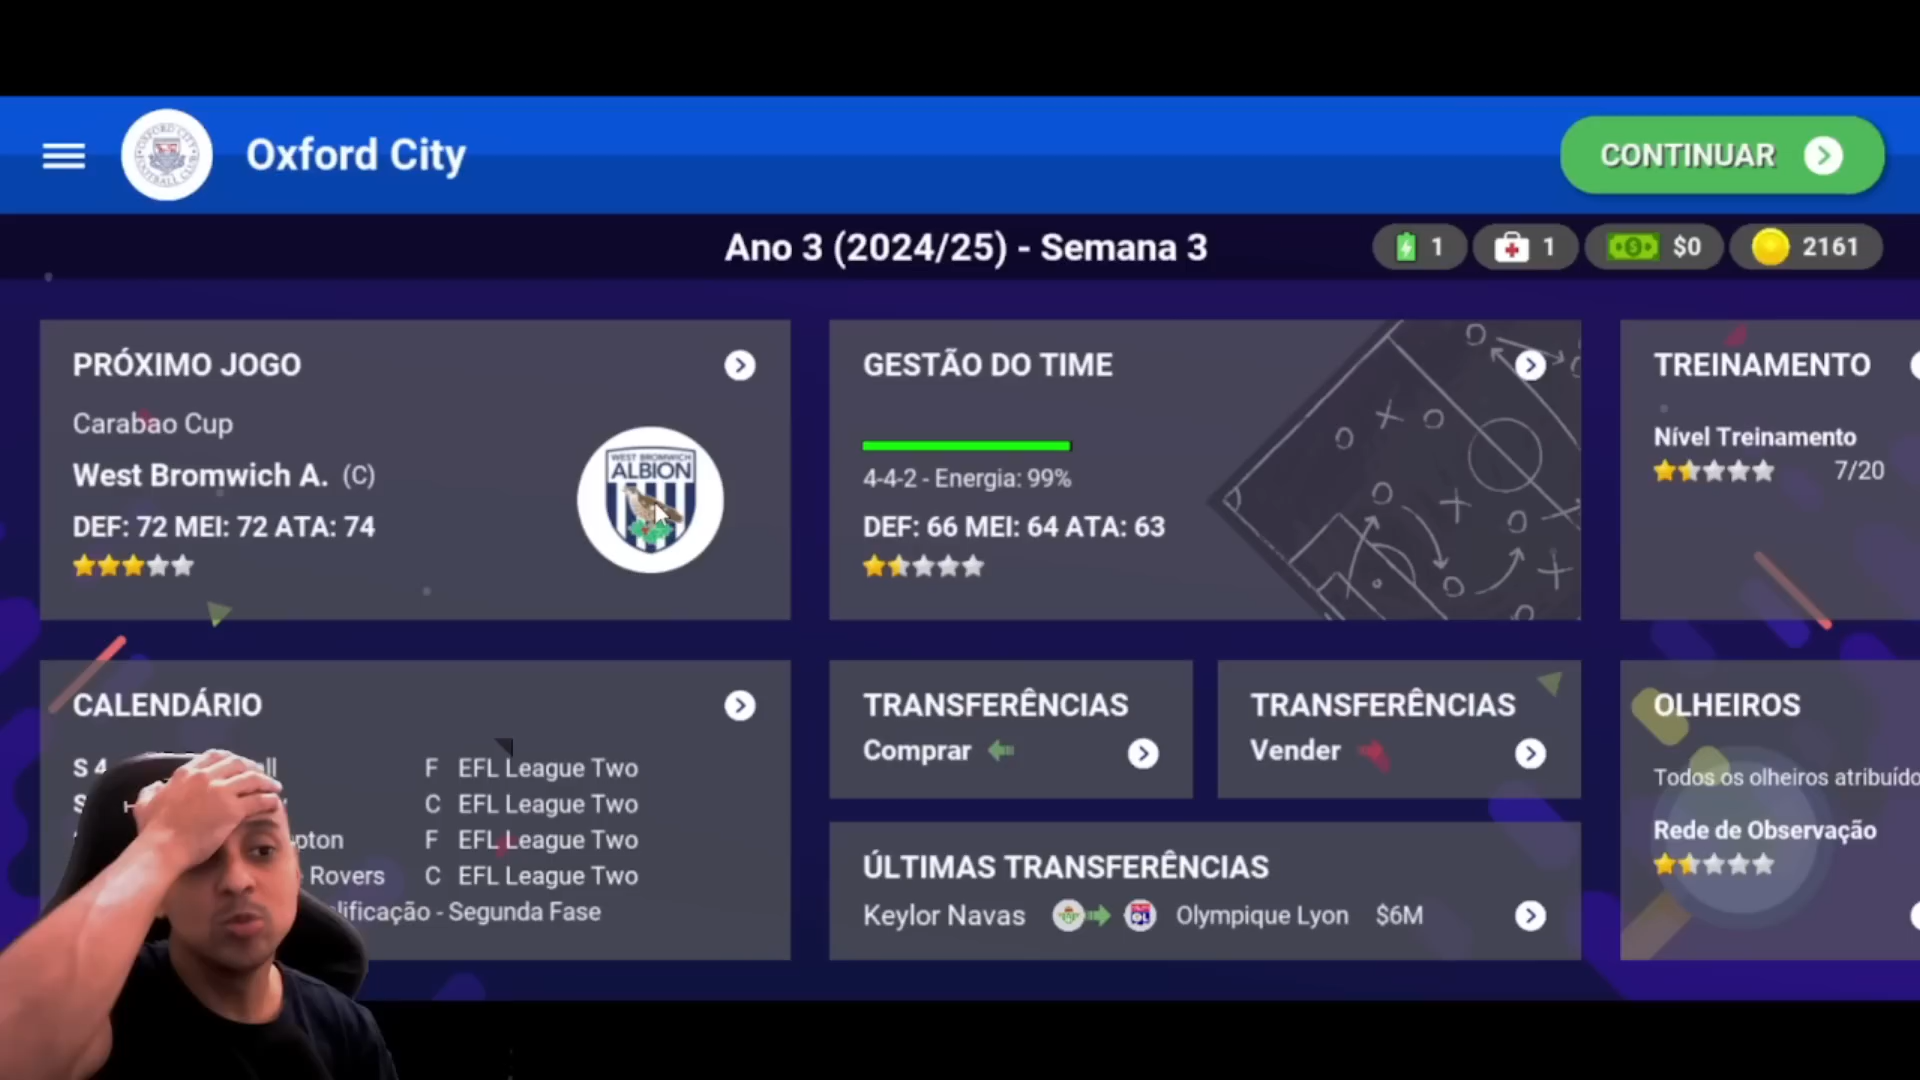 Oxford City
CONTINUAR
Ano 3 (2024/25) - Semana 3
1
1
$0
2161
PRÓXIMO JOGO
Carabao Cup
West Bromwich A. (C)
DEF: 72 MEI: 72 ATA: 74
WEST BROMWICH
ALBION
GESTÃO DO TIME
4-4-2 - Energia: 99%
DEF: 66 MEI: 64 ATA: 63
TREINAMENTO
Nível Treinamento
7/20
CALENDÁRIO
S 4 F EFL League Two
C EFL League Two
F EFL League Two
Rovers C EFL League Two
- Segunda Fase
TRANSFERÊNCIAS
Comprar
TRANSFERÊNCIAS
Vender
ÚLTIMAS TRANSFERÊNCIAS
Keylor Navas OL Olympique Lyon $6M
OLHEIROS
Todos os olheiros atribuído
Rede de Observação